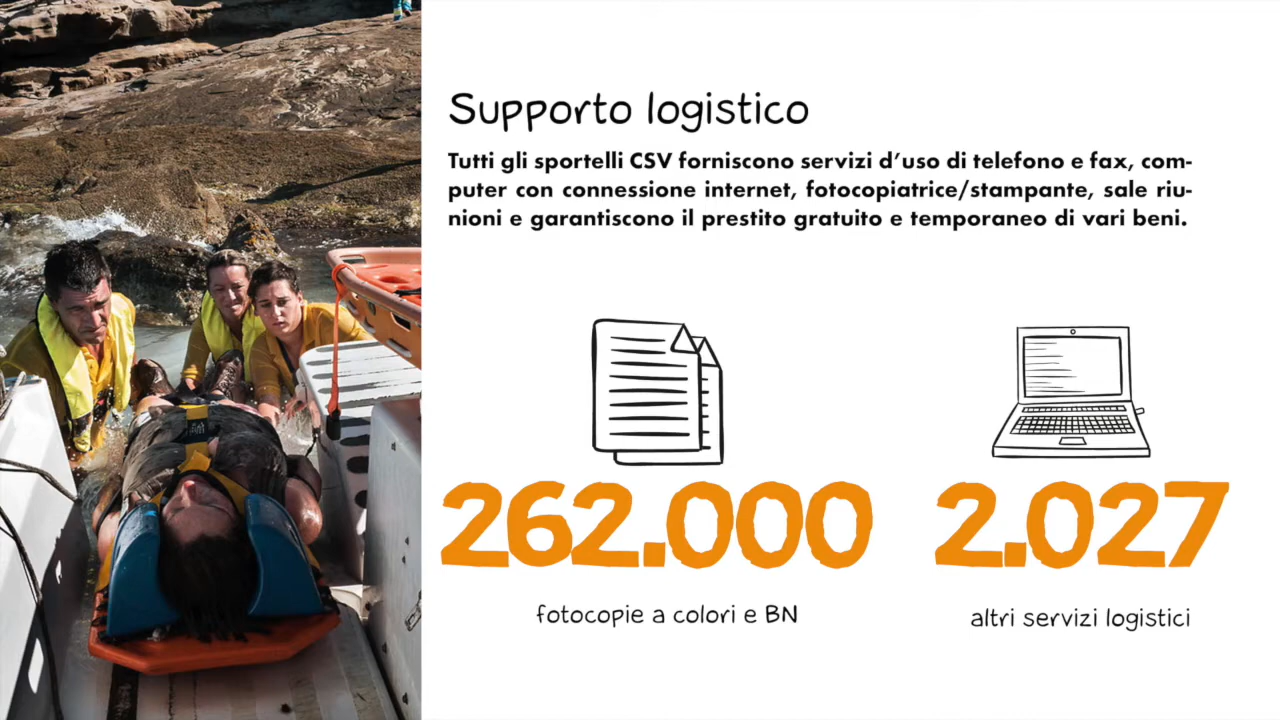 Supporto logistico
Tutti gli sportelli CSV forniscono servizi d'uso di telefono e fax, com-
puter con connessione internet, fotocopiatrice/stampante, sale riu-
nioni e garantiscono il prestito gratuito e temporaneo di vari beni.
262.000
fotocopie a colori e BN
2.027
altri servizi logistici